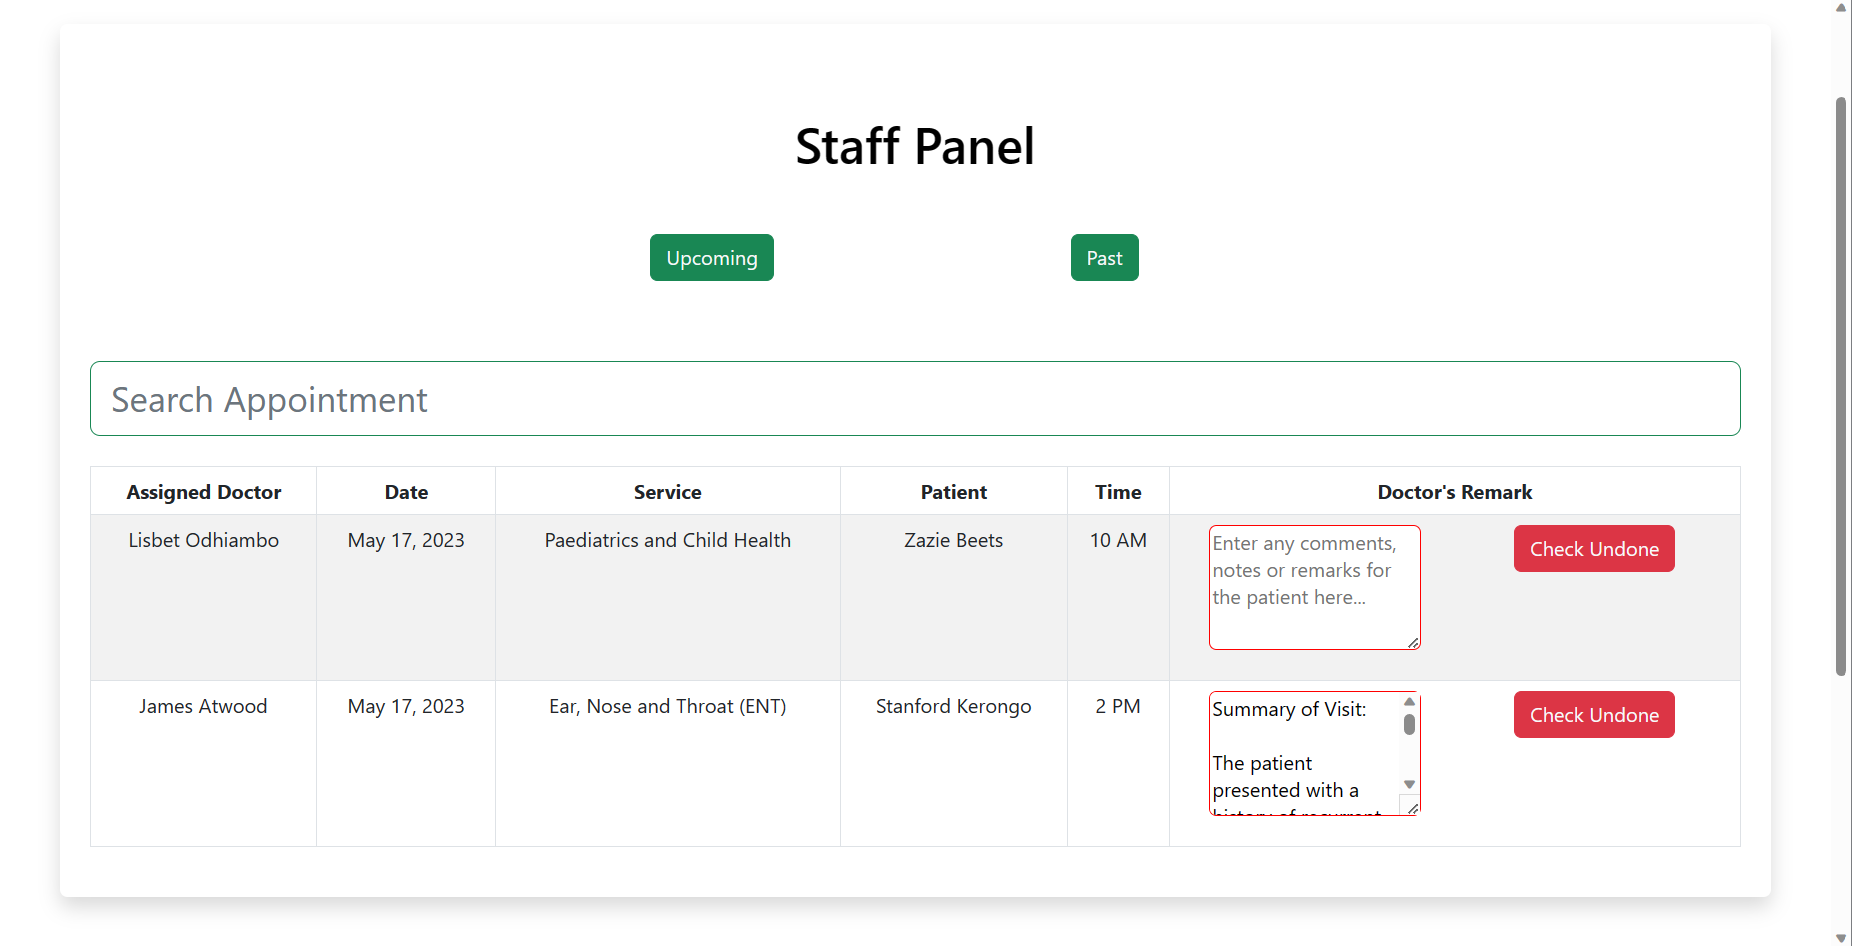 Staff Panel
Upcoming Past
Search Appointment
Assigned Doctor Date Service Patient Time Doctor's Remark
Lisbet Odhiambo May 17, 2023 Paediatrics and Child Health Zazie Beets 10 AM Enter any comments, Check Undone
notes or remarks for
the patient here...
James Atwood May 17, 2023 Ear, Nose and Throat (ENT) Stanford Kerongo 2 PM Summary of Visit: Check Undone
The patient
presented with a
history of recurrent